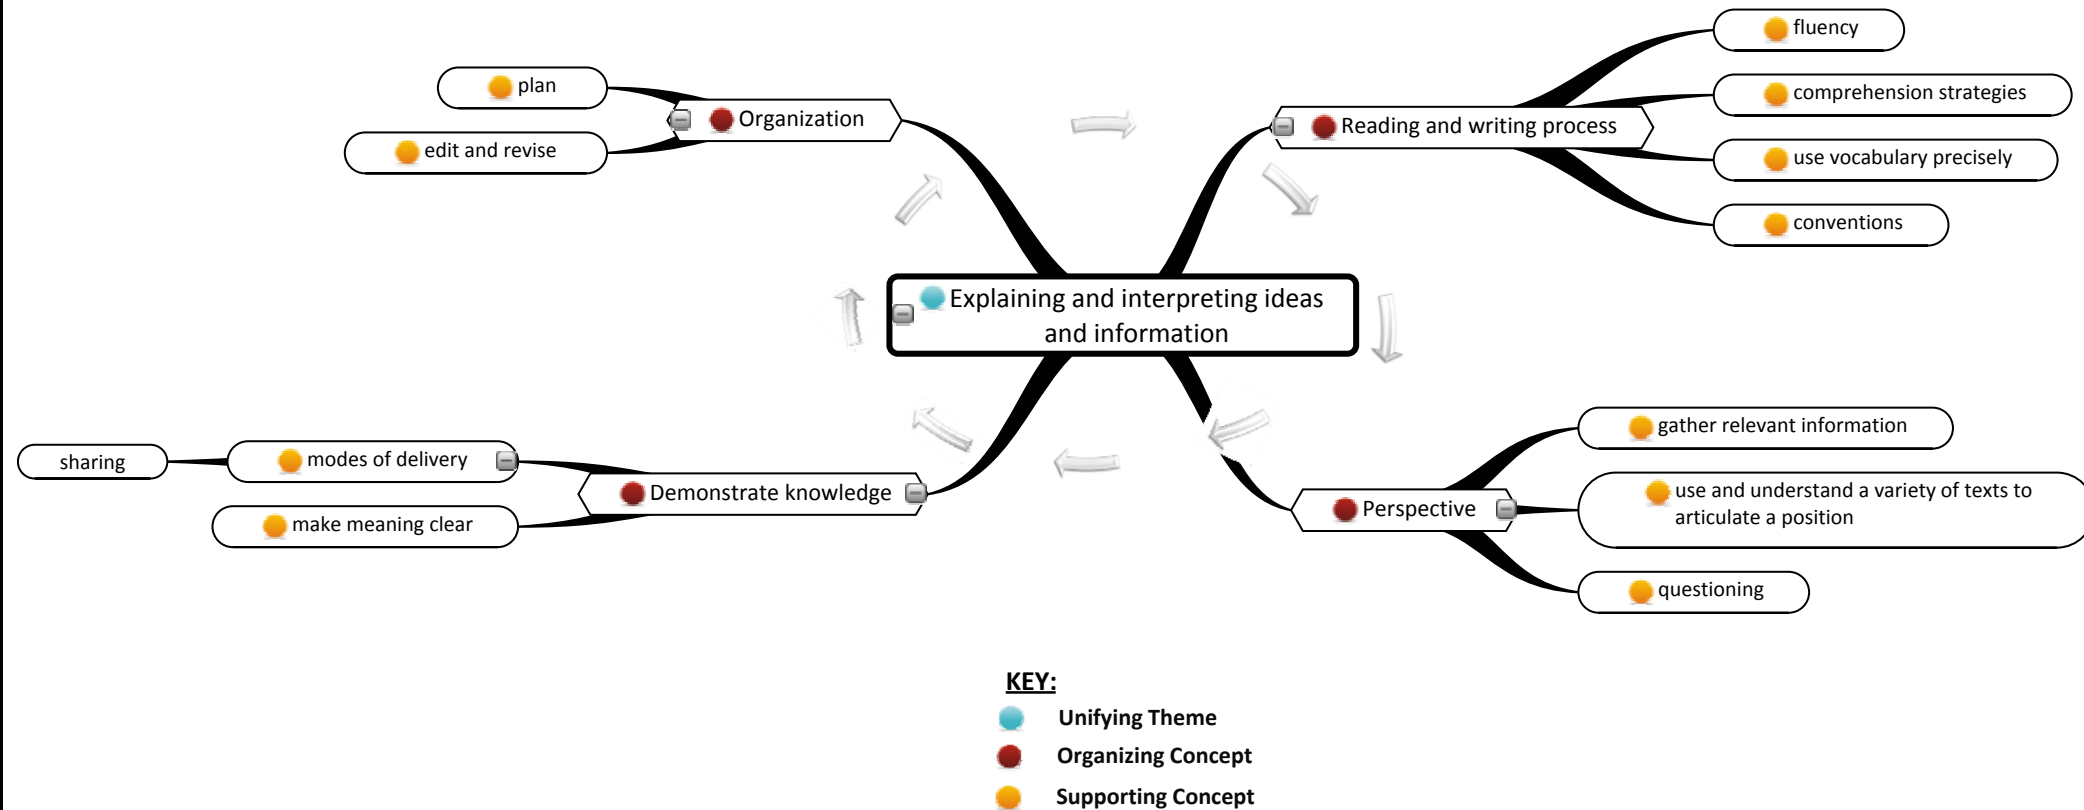 plan
edit and revise
Organization
Reading and writing process
fluency
comprehension strategies
use vocabulary precisely
conventions
Explaining and interpreting ideas
and information
sharing
modes of delivery
make meaning clear
Demonstrate knowledge
Perspective
gather relevant information
use and understand a variety of texts to
articulate a position
questioning
KEY:
Unifying Theme
Organizing Concept
Supporting Concept